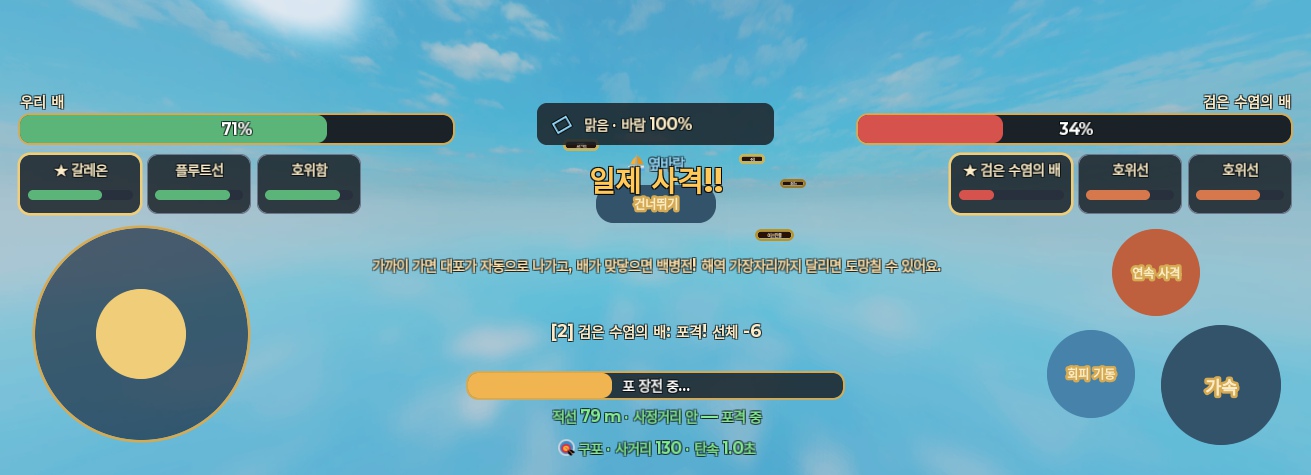 우리 배
검은 수염의 배
71%
34%
맑음 · 바람 100%
★ 갈레온
플루트선
호위함
★ 검은 수염의 배
호위선
호위선
옆바람
일제 사격!!
건너뛰기
가까이 가면 대포가 자동으로 나가고, 배가 맞닿으면 백병전! 해역 가장자리까지 달리면 도망칠 수 있어요.
연속 사격
[2] 검은 수염의 배: 포격! 선체 -6
회피 기동
가속
포 장전 중...
적선 79 m · 사정거리 안 — 포격 중
구포 · 사거리 130 · 탄속 1.0초